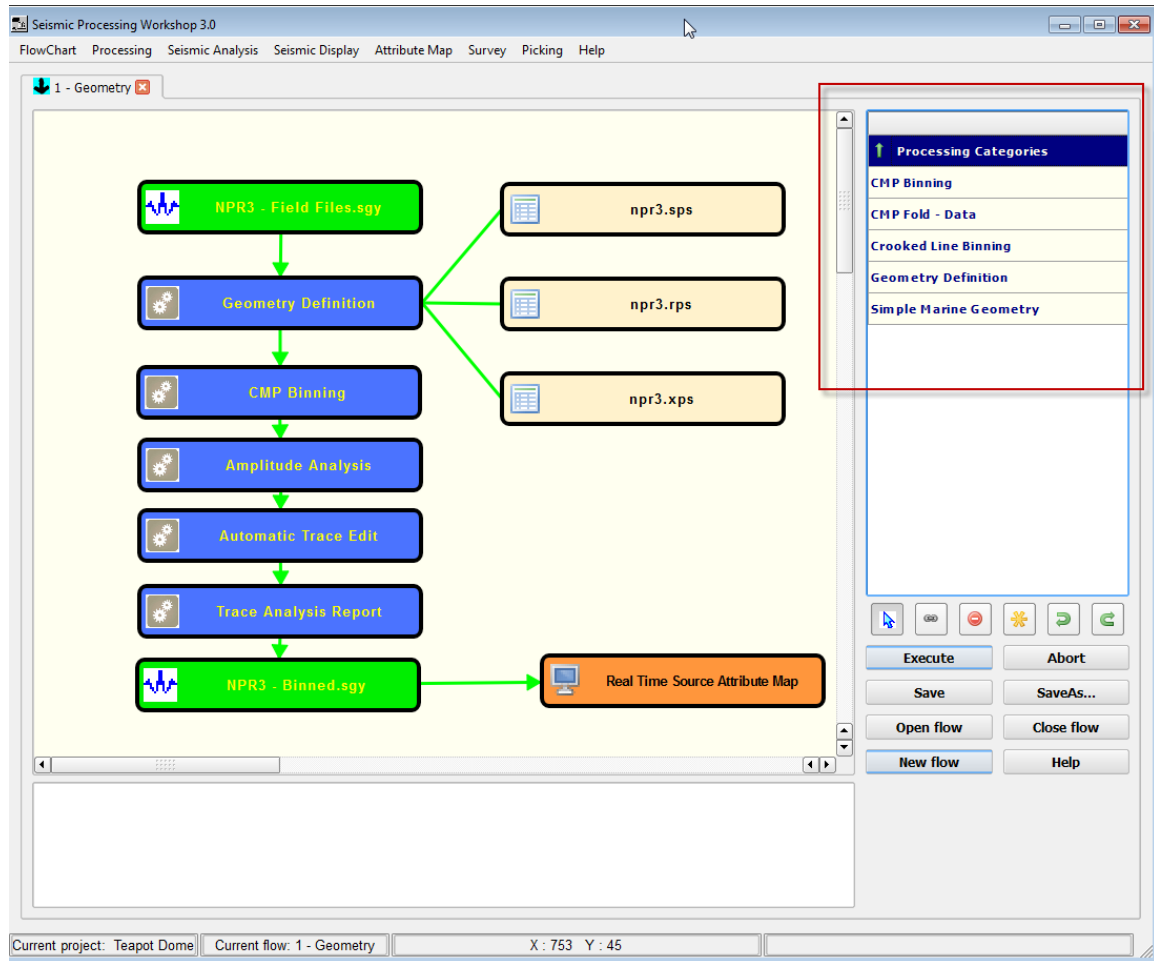 Seismic Processing Workshop 3.0
FlowChart Processing Seismic Analysis Seismic Display Attribute Map Survey Picking Help
1 - Geometry
NPR3 - Field Files.sgy
npr3.sps
Geometry Definition
npr3.rps
CMP Binning
npr3.xps
Amplitude Analysis
Automatic Trace Edit
Trace Analysis Report
NPR3 - Binned.sgy
Real Time Source Attribute Map
Processing Categories
CMP Binning
CMP Fold - Data
Crooked Line Binning
Geometry Definition
Simple Marine Geometry
Execute Abort
Save SaveAs...
Open flow Close flow
New flow Help
Current project: Teapot Dome Current flow: 1 - Geometry X : 753 Y : 45